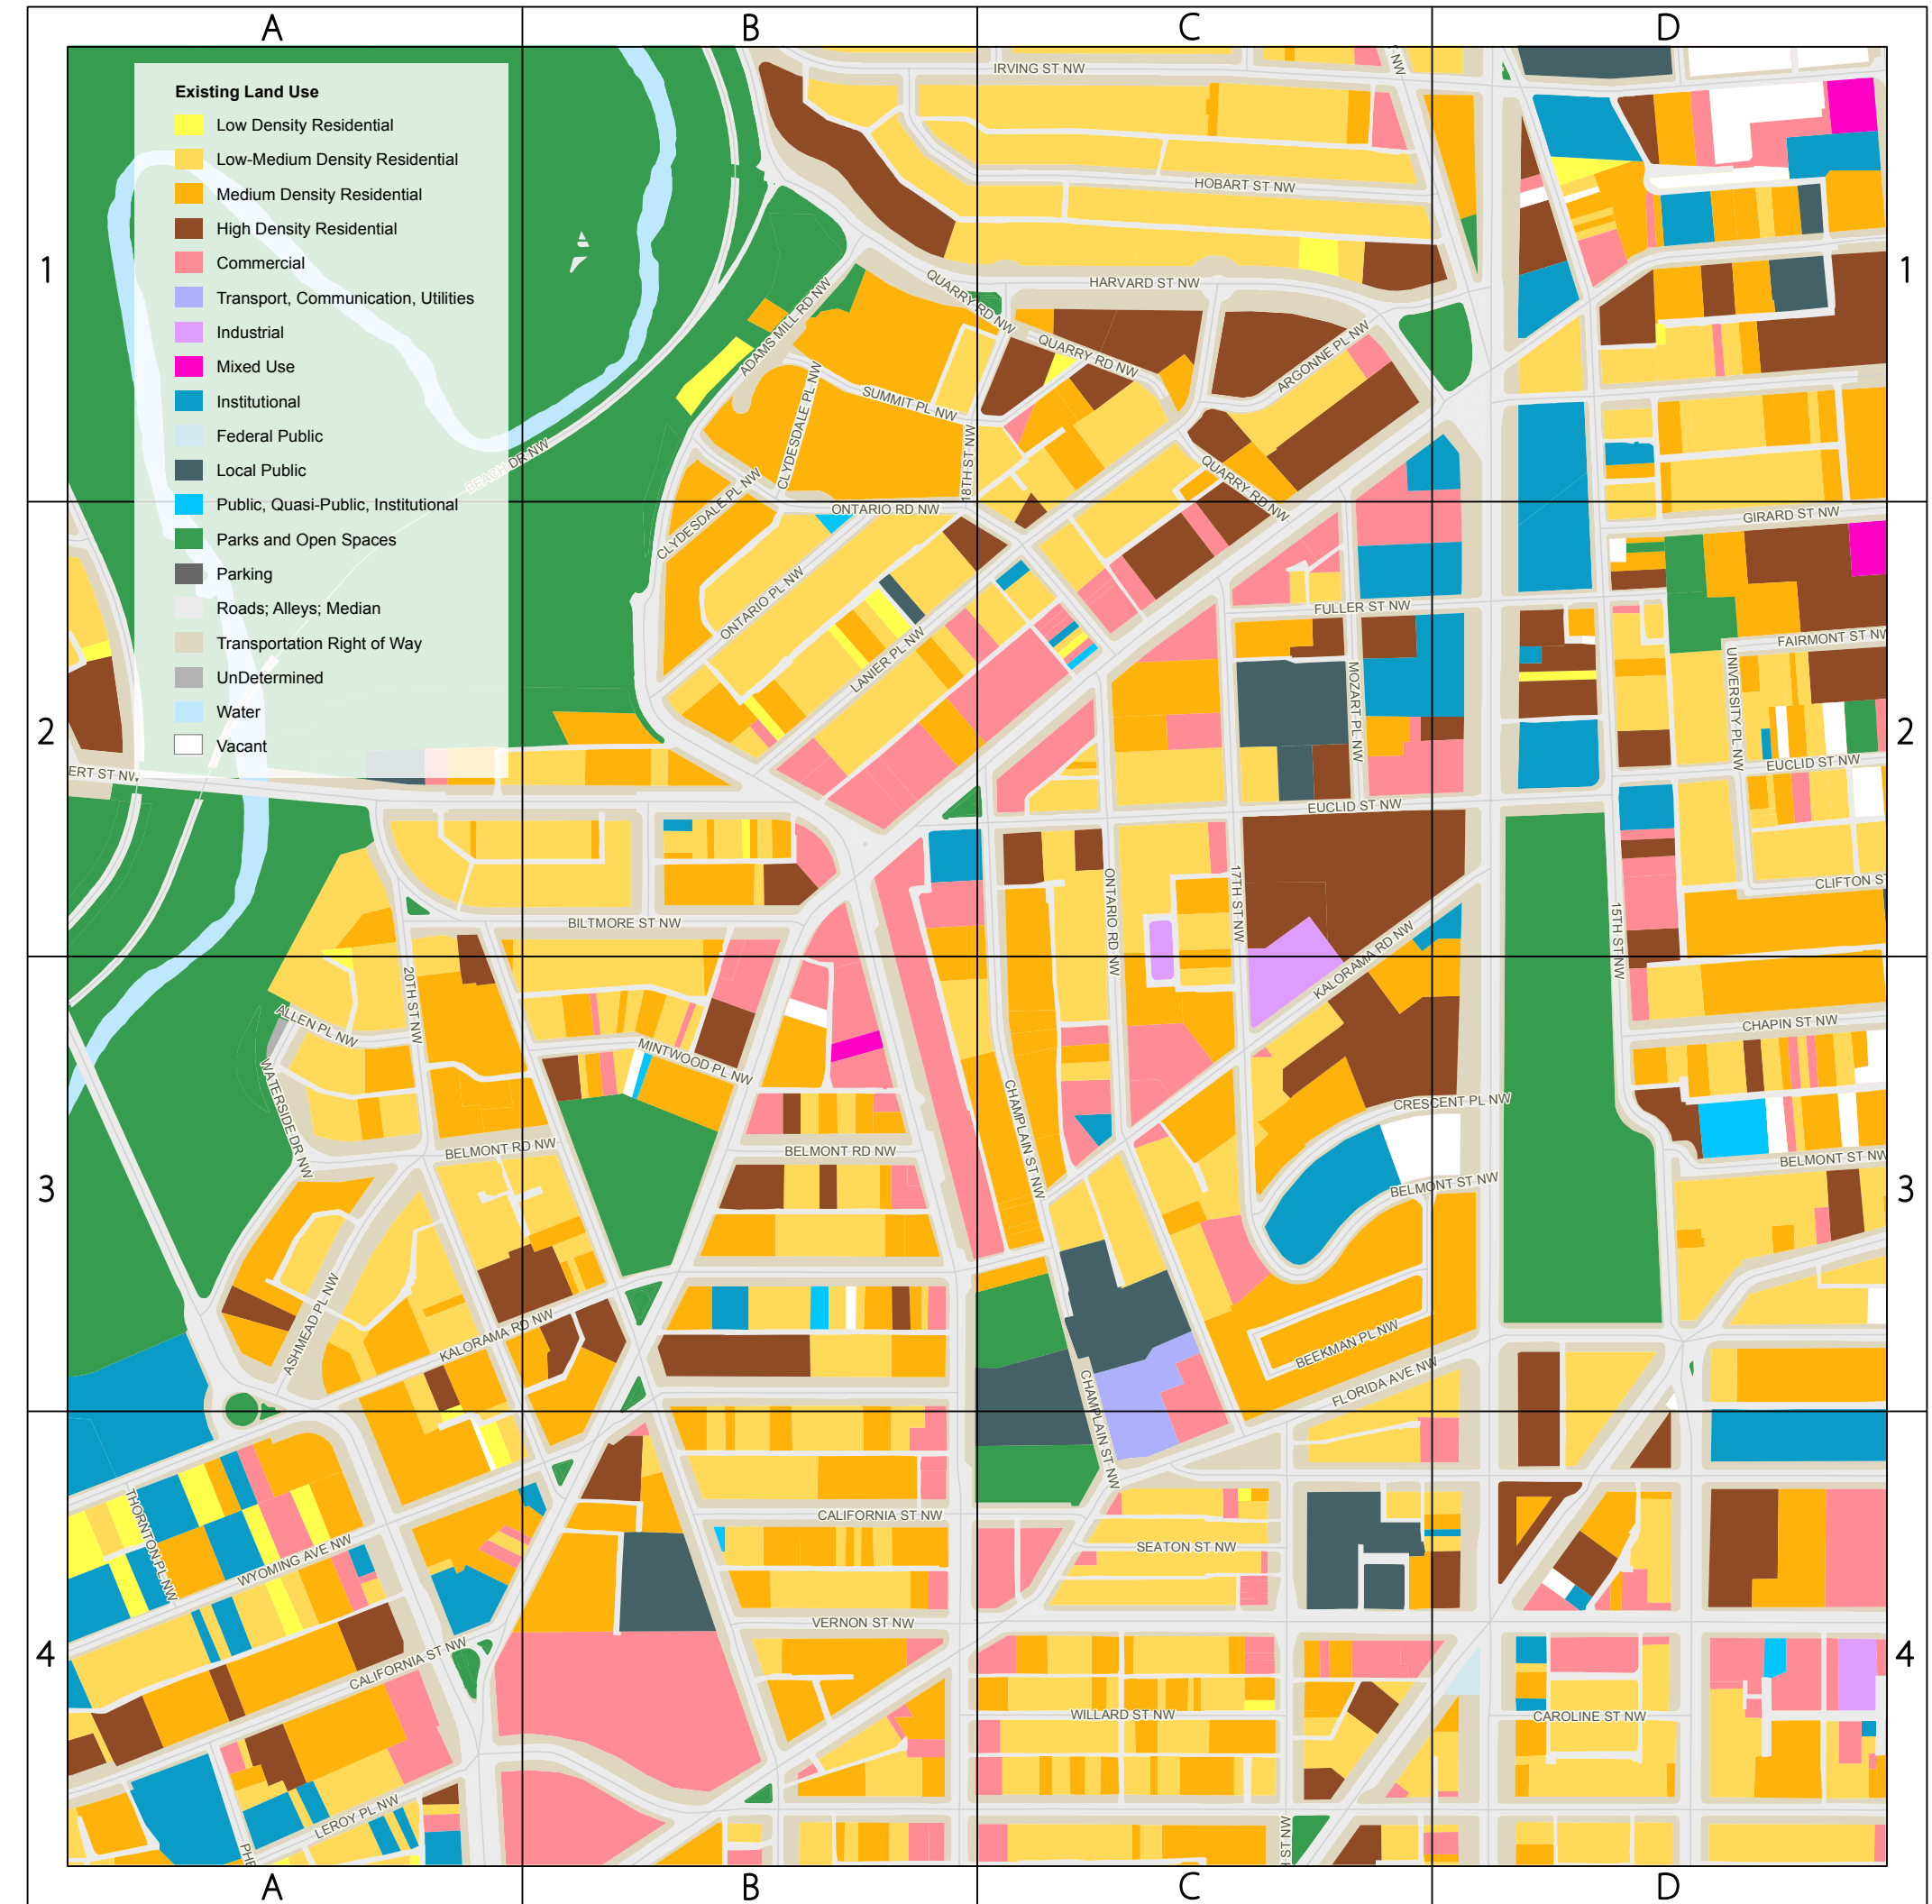 A B C D
IRVING ST NW
NW
Existing Land Use
Low Density Residential
Low-Medium Density Residential
Medium Density Residential
High Density Residential
Commercial
Transport, Communication, Utilities
Industrial
Mixed Use
Institutional
Federal Public
Local Public
Public, Quasi-Public, Institutional
Parks and Open Spaces
Parking
Roads; Alleys; Median
Transportation Right of Way
UnDetermined
Water
Vacant
HOBART ST NW
1
1
HARVARD ST NW
QUARRY RD NW
ADAMS MILL RD NW
QUARRY RD NW
ARGONNE PL NW
CLYDESDALE PL NW
SUMMIT PL NW
18TH ST NW
BEACH DR NW
QUARRY RD NW
CLYDESDALE PL NW
ONTARIO RD NW
GIRARD ST NW
ONTARIO PL NW
FULLER ST NW
FAIRMONT ST NW
LANIER PL NW
MOZART PL NW
UNIVERSITY PL NW
2
2
ERT ST NW
EUCLID ST NW
EUCLID ST NW
CLIFTON ST
ONTARIO RD NW
17TH ST NW
15TH ST NW
BILTMORE ST NW
KALORAMA RD NW
20TH ST NW
ALLEN PL NW
CHAPIN ST NW
MINTWOOD PL NW
WATERSIDE DR NW
CHAMPLAIN ST NW
CRESCENT PL NW
BELMONT RD NW
BELMONT RD NW
BELMONT ST NW
BELMONT ST NW
3
3
ASHMEAD PL NW
KALORAMA RD NW
BEEKMAN PL NW
FLORIDA AVE NW
CHAMPLAIN ST NW
THORNTON PL NW
CALIFORNIA ST NW
WYOMING AVE NW
SEATON ST NW
VERNON ST NW
CALIFORNIA ST NW
4
4
WILLARD ST NW
CAROLINE ST NW
LEROY PL NW
PHE
H ST NW
A B C D